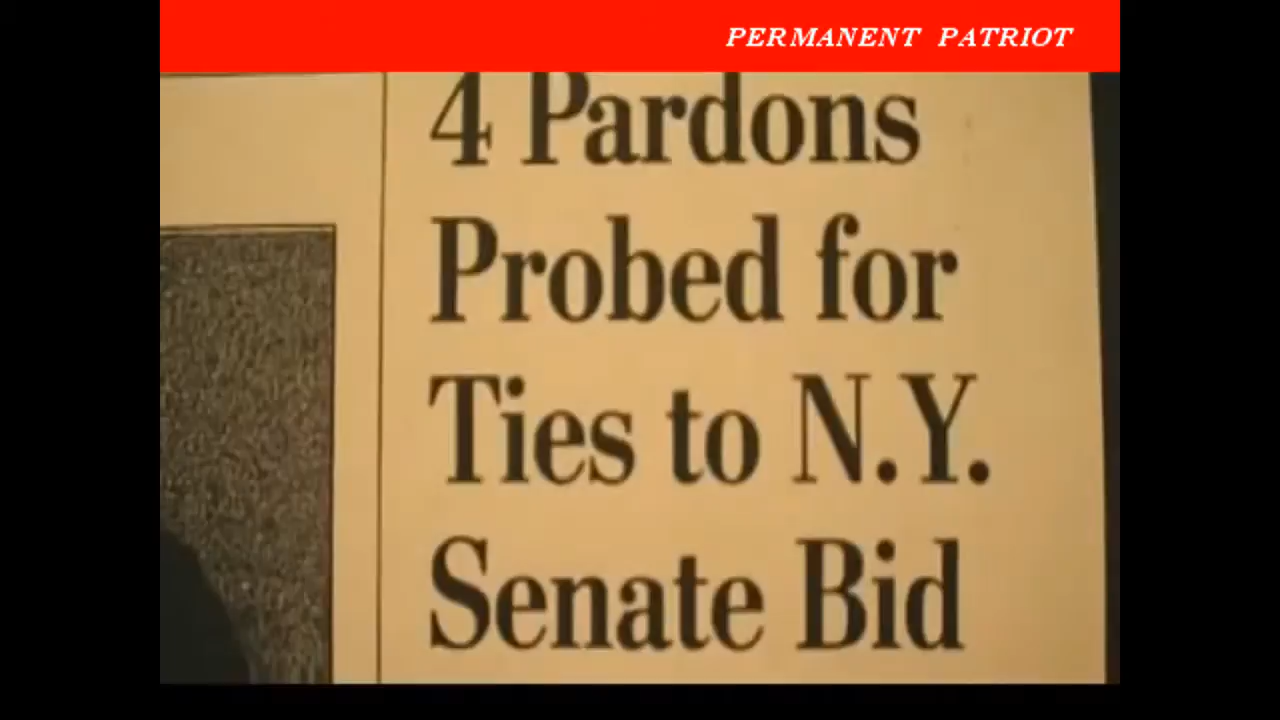 PERMANENT PATRIOT
4 Pardons
Probed for
Ties to N.Y.
Senate Bid